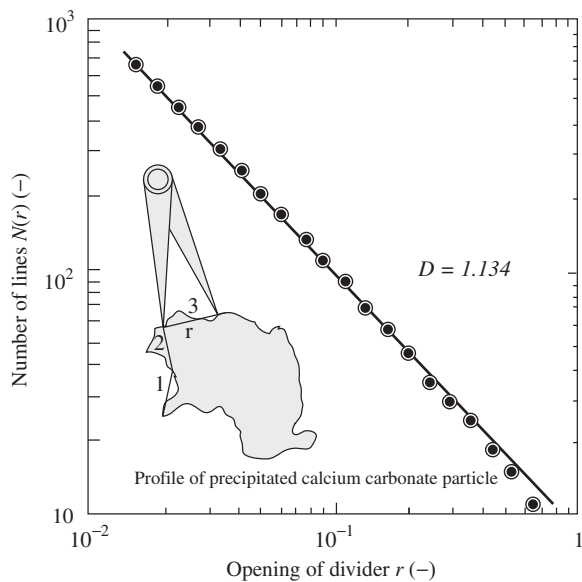 10³
Number of lines N(r) (–)
10²
D = 1.134
3
r
2
1
Profile of precipitated calcium carbonate particle
10
10⁻²
10⁻¹
1
Opening of divider r (–)